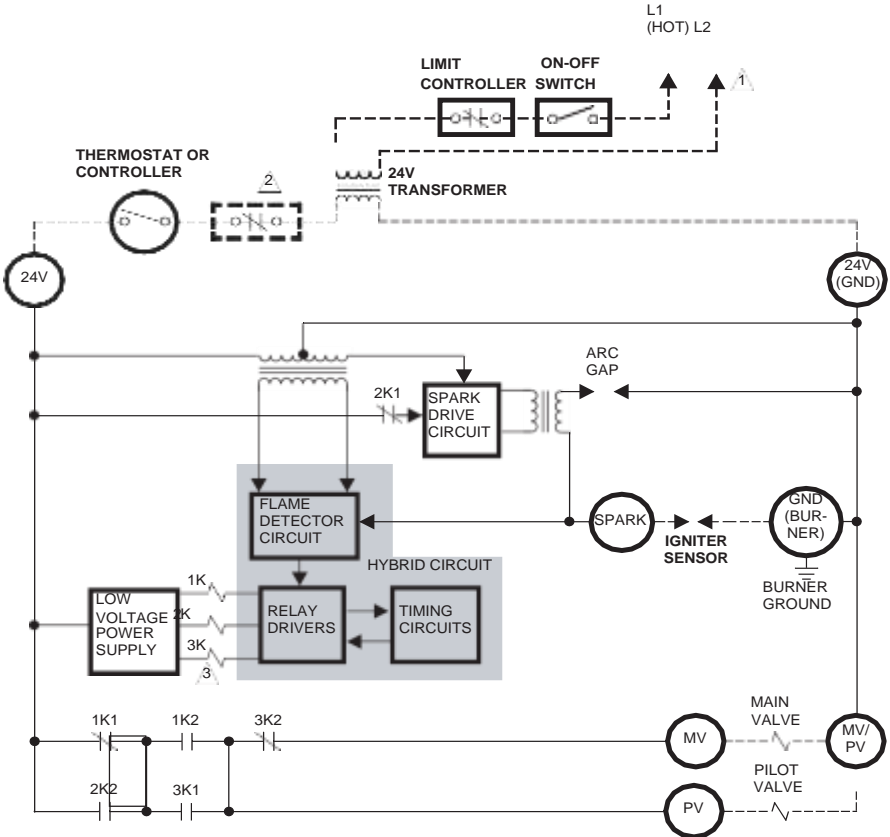 L1
(HOT) L2
LIMIT
CONTROLLER
ON-OFF
SWITCH
1
THERMOSTAT OR
CONTROLLER
2
24V
TRANSFORMER
24V
24V
(GND)
ARC
GAP
2K1
SPARK
DRIVE
CIRCUIT
FLAME
DETECTOR
CIRCUIT
SPARK
IGNITER
SENSOR
GND
(BUR-
NER)
BURNER
GROUND
HYBRID CIRCUIT
1K
LOW
VOLTAGE
POWER
SUPPLY
2K
3K
3
RELAY
DRIVERS
TIMING
CIRCUITS
1K1
1K2
3K2
MV
MAIN
VALVE
MV/
PV
2K2
3K1
PV
PILOT
VALVE